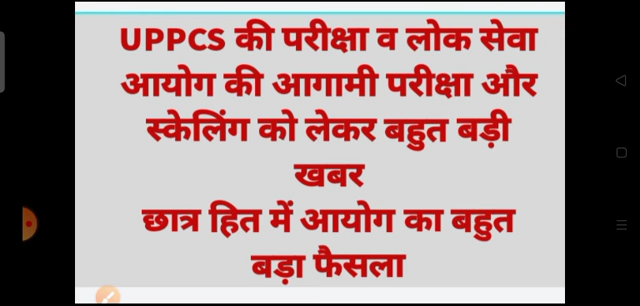 UPPCS की परीक्षा व लोक सेवा
आयोग की आगामी परीक्षा और
स्केलिंग को लेकर बहुत बड़ी
खबर
छात्र हित में आयोग का बहुत
बड़ा फैसला